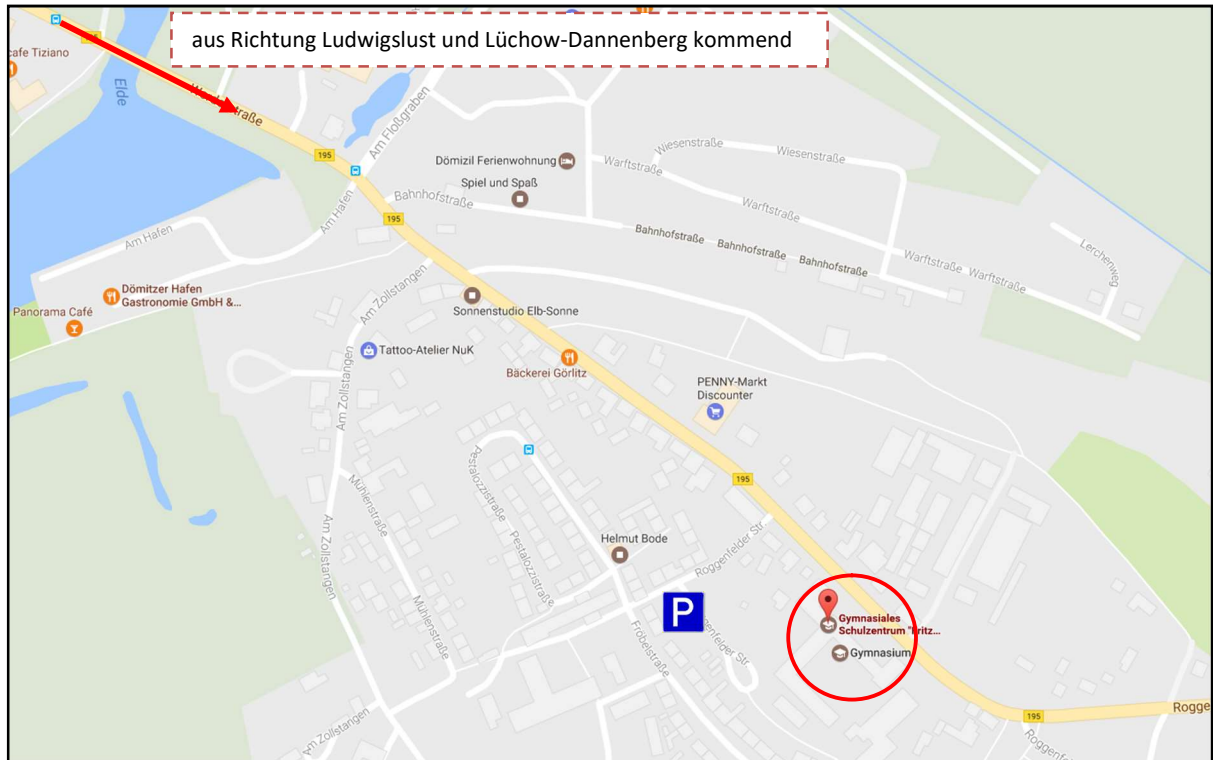 aus Richtung Ludwigslust und Lüchow-Dannenberg kommend
cafe Tiziano
Elde
195
Am Floßgraben
Dömizil Ferienwohnung
Spiel und Spaß
Wiesenstraße
Wiesenstraße
Warftstraße
Warftstraße
Warftstraße
Warftstraße
Lerchenweg
Bahnhofstraße
Bahnhofstraße
Bahnhofstraße
Bahnhofstraße
195
Am Hafen
Am Hafen
Dömitzer Hafen
Gastronomie GmbH &...
Panorama Café
Am Zollstangen
Sonnenstudio Elb-Sonne
Tattoo-Atelier NuK
Bäckerei Görlitz
PENNY-Markt
Discounter
Am Zollstangen
195
Pestalozzistraße
Mühlenstraße
Am Zollstangen
Pestalozzistraße
Helmut Bode
Roggenfelder Str
P
Mühlenstraße
Fröbelstraße
Gymnasiales
Schulzentrum "Fritz...
Gymnasium
Am Zollstangen
195
Rogge